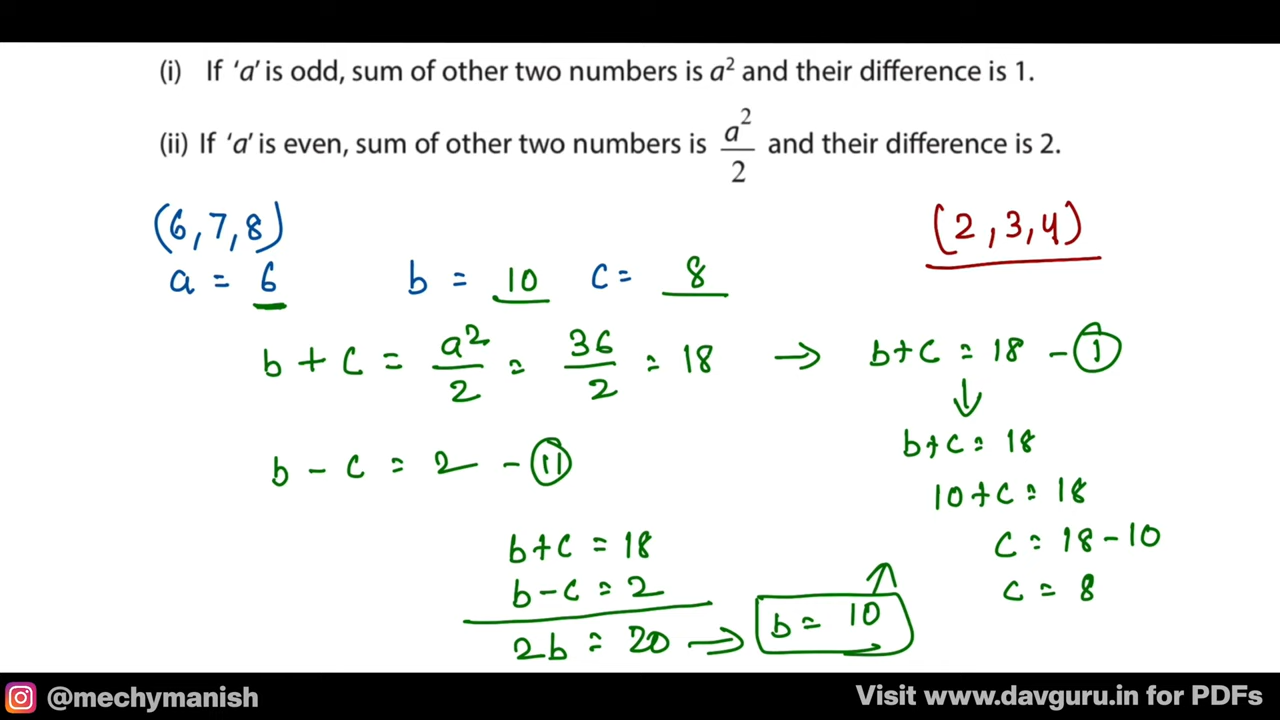 (i) If ‘a’ is odd, sum of other two numbers is a² and their difference is 1.
(ii) If ‘a’ is even, sum of other two numbers is a²/2 and their difference is 2.
(6, 7, 8)
(2, 3, 4)
a = 6 b = 10 c = 8
b + c = a²/2 = 36/2 = 18 → b+c = 18 – ①
↓
b+c = 18
b – c = 2 – ⑪
10+c = 18
c = 18 – 10
b+c = 18
c = 8
b – c = 2
2b = 20 → b = 10
@mechymanish
Visit www.davguru.in for PDFs